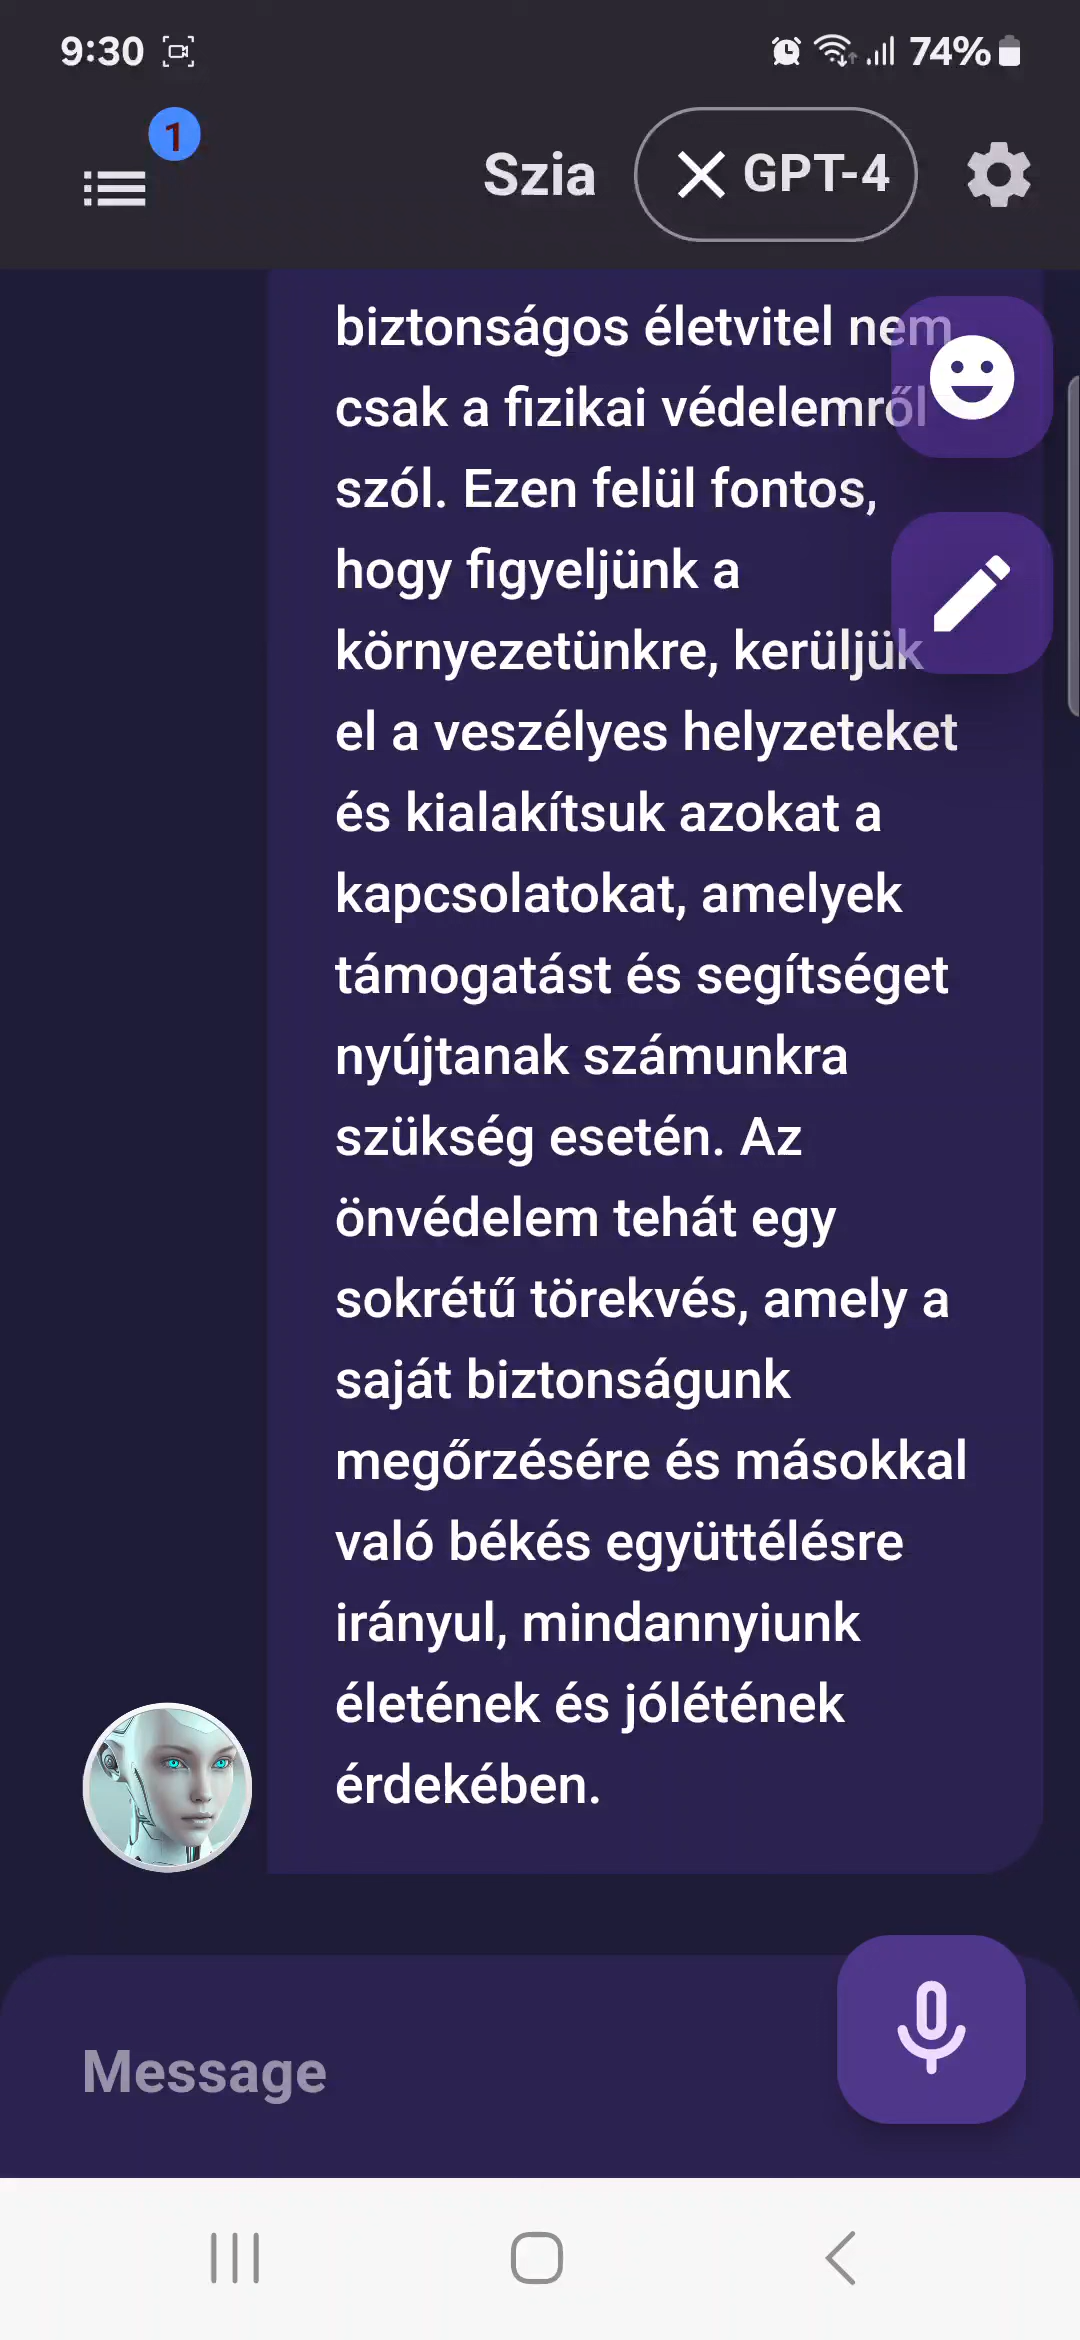 9:30
74%
1
Szia
GPT-4
biztonságos életvitel nem
csak a fizikai védelemről
szól. Ezen felül fontos,
hogy figyeljünk a
környezetünkre, kerüljük
el a veszélyes helyzeteket
és kialakítsuk azokat a
kapcsolatokat, amelyek
támogatást és segítséget
nyújtanak számunkra
szükség esetén. Az
önvédelem tehát egy
sokrétű törekvés, amely a
saját biztonságunk
megőrzésére és másokkal
való békés együttélésre
irányul, mindannyiunk
életének és jólétének
érdekében.
Message